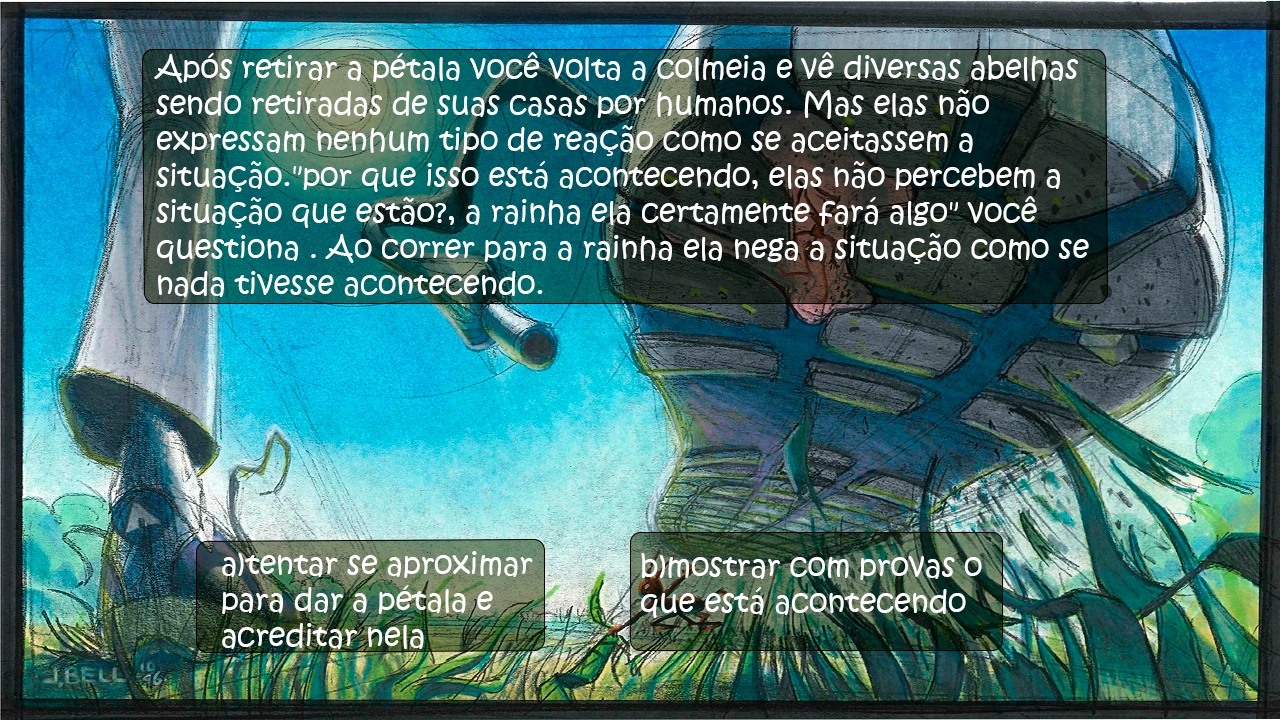 Após retirar a pétala você volta a colmeia e vê diversas abelhas
sendo retiradas de suas casas por humanos. Mas elas não
expressam nenhum tipo de reação como se aceitassem a
situação."por que isso está acontecendo, elas não percebem a
situação que estão?, a rainha ela certamente fará algo" você
questiona . Ao correr para a rainha ela nega a situação como se
nada tivesse acontecendo.
a)tentar se aproximar
para dar a pétala e
acreditar nela
b)mostrar com provas o
que está acontecendo
J.BELL 10 96